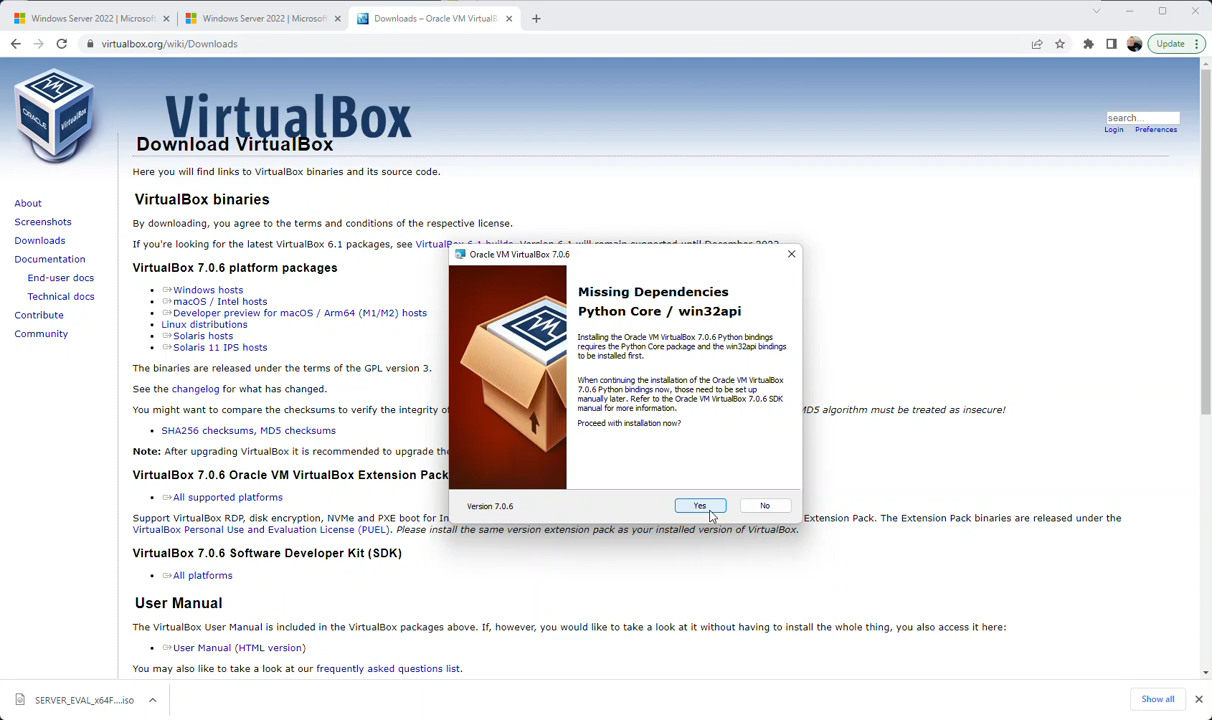 Windows Server 2022 | Microsof
Windows Server 2022 | Microsof
Downloads – Oracle VM VirtualB
virtualbox.org/wiki/Downloads
Update
ORACLE
VM
VirtualBox
VirtualBox
search...
Login Preferences
Download VirtualBox
Here you will find links to VirtualBox binaries and its source code.
About
Screenshots
Downloads
Documentation
End-user docs
Technical docs
Contribute
Community
VirtualBox binaries
By downloading, you agree to the terms and conditions of the respective license.
If you're looking for the latest VirtualBox 6.1 packages, see VirtualBox 6.1 builds. Version 6.1 will remain supported until December 2023.
VirtualBox 7.0.6 platform packages
Windows hosts
macOS / Intel hosts
Developer preview for macOS / Arm64 (M1/M2) hosts
Linux distributions
Solaris hosts
Solaris 11 IPS hosts
The binaries are released under the terms of the GPL version 3.
See the changelog for what has changed.
You might want to compare the checksums to verify the integrity of
MD5 algorithm must be treated as insecure!
SHA256 checksums, MD5 checksums
Note: After upgrading VirtualBox it is recommended to upgrade the
VirtualBox 7.0.6 Oracle VM VirtualBox Extension Pack
All supported platforms
Support VirtualBox RDP, disk encryption, NVMe and PXE boot for In
Extension Pack. The Extension Pack binaries are released under the
VirtualBox Personal Use and Evaluation License (PUEL). Please install the same version extension pack as your installed version of VirtualBox.
VirtualBox 7.0.6 Software Developer Kit (SDK)
All platforms
User Manual
The VirtualBox User Manual is included in the VirtualBox packages above. If, however, you would like to take a look at it without having to install the whole thing, you also access it here:
User Manual (HTML version)
You may also like to take a look at our frequently asked questions list.
Oracle VM VirtualBox 7.0.6
Missing Dependencies
Python Core / win32api
Installing the Oracle VM VirtualBox 7.0.6 Python bindings
requires the Python Core package and the win32api bindings
to be installed first.
When continuing the installation of the Oracle VM VirtualBox
7.0.6 Python bindings now, those need to be set up
manually later. Refer to the Oracle VM VirtualBox 7.0.6 SDK
manual for more information.
Proceed with installation now?
Version 7.0.6
Yes
No
SERVER_EVAL_x64F....iso
Show all